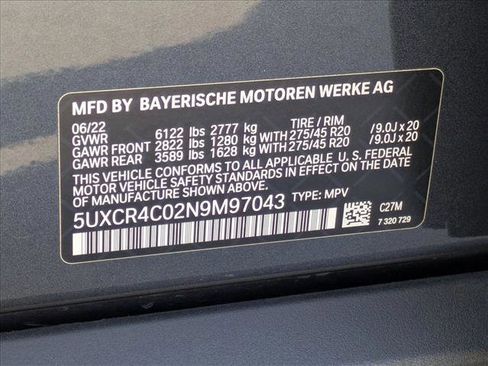 MFD BY BAYERISCHE MOTOREN WERKE AG
06/22 TIRE / RIM
GVWR 6122 lbs 2777 kg
GAWR FRONT 2822 lbs 1280 kg WITH 275/45 R20 /9.0J x 20
GAWR REAR 3589 lbs 1628 kg WITH 275/45 R20 /9.0J x 20
THIS VEHICLE CONFORMS TO ALL APPLICABLE U.S. FEDERAL
MOTOR VEHICLE SAFETY STANDARDS IN EFFECT ON THE DATE
OF MANUFACTURE SHOWN ABOVE.
5UXCR4C02N9M97043 TYPE: MPV
C27M
7 320 729